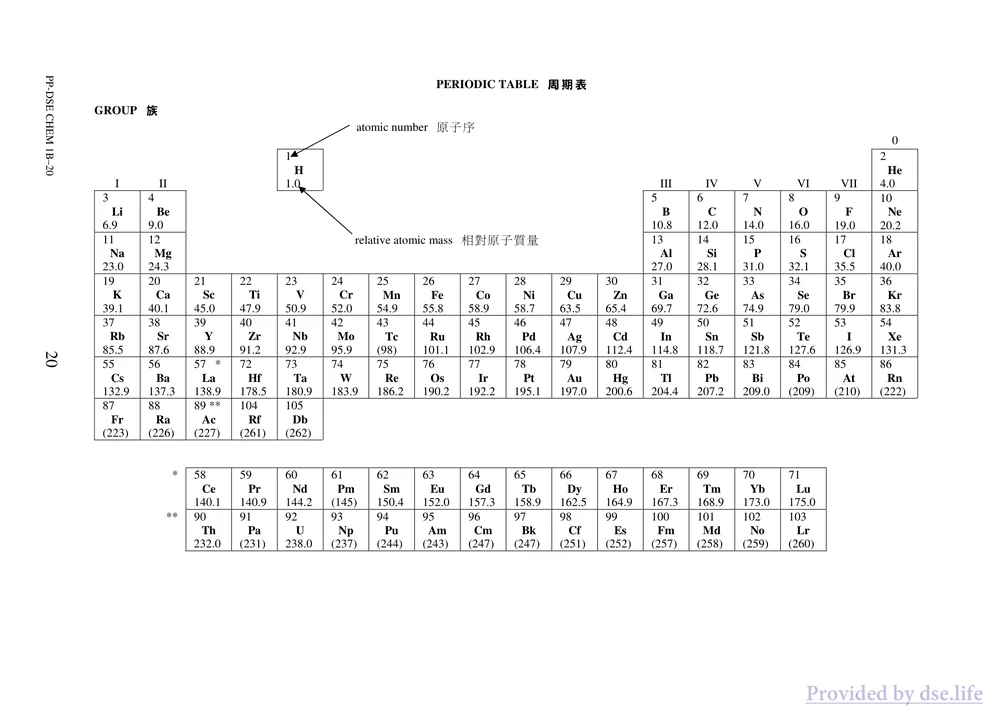 PP-DSE CHEM 1B–20
PERIODIC TABLE 周期表
GROUP 族
atomic number 原子序
0
1 2
H He
I II 1.0 III IV V VI VII 4.0
3 4 5 6 7 8 9 10
Li Be B C N O F Ne
6.9 9.0 relative atomic mass 相對原子質量 10.8 12.0 14.0 16.0 19.0 20.2
11 12 13 14 15 16 17 18
Na Mg Al Si P S Cl Ar
23.0 24.3 27.0 28.1 31.0 32.1 35.5 40.0
19 20 21 22 23 24 25 26 27 28 29 30 31 32 33 34 35 36
K Ca Sc Ti V Cr Mn Fe Co Ni Cu Zn Ga Ge As Se Br Kr
39.1 40.1 45.0 47.9 50.9 52.0 54.9 55.8 58.9 58.7 63.5 65.4 69.7 72.6 74.9 79.0 79.9 83.8
37 38 39 40 41 42 43 44 45 46 47 48 49 50 51 52 53 54
Rb Sr Y Zr Nb Mo Tc Ru Rh Pd Ag Cd In Sn Sb Te I Xe
85.5 87.6 88.9 91.2 92.9 95.9 (98) 101.1 102.9 106.4 107.9 112.4 114.8 118.7 121.8 127.6 126.9 131.3
55 56 57 * 72 73 74 75 76 77 78 79 80 81 82 83 84 85 86
Cs Ba La Hf Ta W Re Os Ir Pt Au Hg Tl Pb Bi Po At Rn
132.9 137.3 138.9 178.5 180.9 183.9 186.2 190.2 192.2 195.1 197.0 200.6 204.4 207.2 209.0 (209) (210) (222)
87 88 89 ** 104 105
Fr Ra Ac Rf Db
(223) (226) (227) (261) (262)
* 58 59 60 61 62 63 64 65 66 67 68 69 70 71
Ce Pr Nd Pm Sm Eu Gd Tb Dy Ho Er Tm Yb Lu
140.1 140.9 144.2 (145) 150.4 152.0 157.3 158.9 162.5 164.9 167.3 168.9 173.0 175.0
** 90 91 92 93 94 95 96 97 98 99 100 101 102 103
Th Pa U Np Pu Am Cm Bk Cf Es Fm Md No Lr
232.0 (231) 238.0 (237) (244) (243) (247) (247) (251) (252) (257) (258) (259) (260)
20
Provided by dse.life